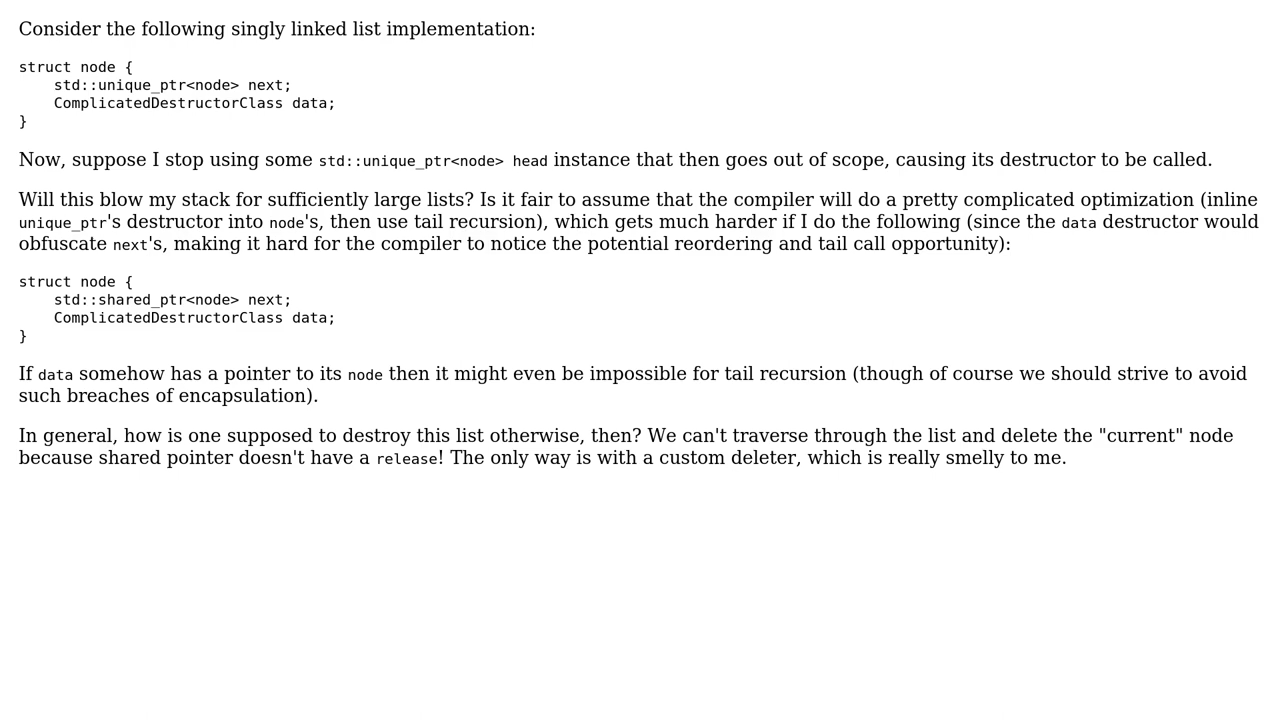 Consider the following singly linked list implementation:
struct node {
    std::unique_ptr<node> next;
    ComplicatedDestructorClass data;
}
Now, suppose I stop using some std::unique_ptr<node> head instance that then goes out of scope, causing its destructor to be called.
Will this blow my stack for sufficiently large lists? Is it fair to assume that the compiler will do a pretty complicated optimization (inline
unique_ptr's destructor into node's, then use tail recursion), which gets much harder if I do the following (since the data destructor would
obfuscate next's, making it hard for the compiler to notice the potential reordering and tail call opportunity):
struct node {
    std::shared_ptr<node> next;
    ComplicatedDestructorClass data;
}
If data somehow has a pointer to its node then it might even be impossible for tail recursion (though of course we should strive to avoid
such breaches of encapsulation).
In general, how is one supposed to destroy this list otherwise, then? We can't traverse through the list and delete the "current" node
because shared pointer doesn't have a release! The only way is with a custom deleter, which is really smelly to me.